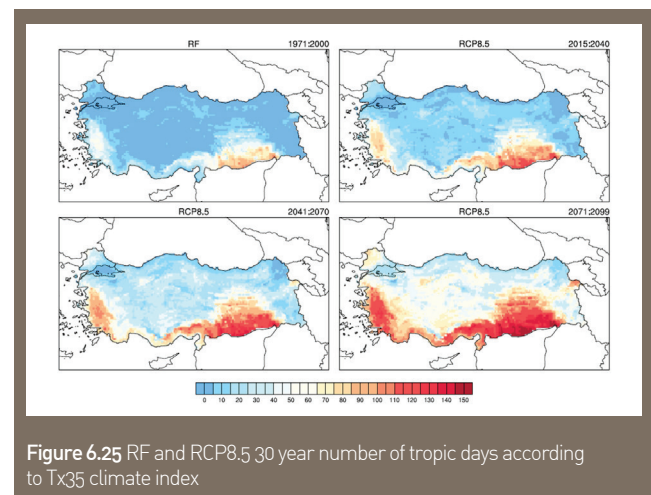 RF 1971:2000
RCP8.5 2015:2040
RCP8.5 2041:2070
RCP8.5 2071:2099
0 10 20 30 40 50 60 70 80 90 100 110 120 130 140 150
Figure 6.25 RF and RCP8.5 30 year number of tropic days according
to Tx35 climate index